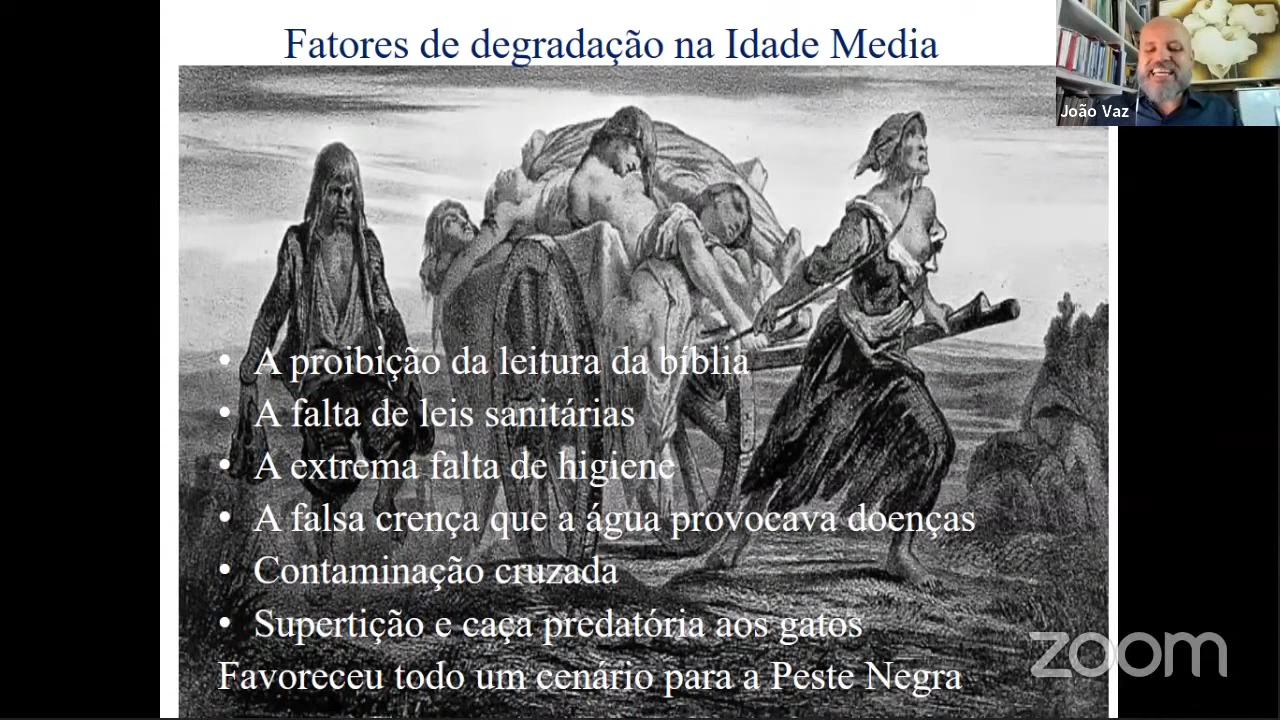 Fatores de degradação na Idade Media
João Vaz
• A proibição da leitura da bíblia
• A falta de leis sanitárias
• A extrema falta de higiene
• A falsa crença que a água provocava doenças
• Contaminação cruzada
• Supertição e caça predatória aos gatos
Favoreceu todo um cenário para a Peste Negra
zoom